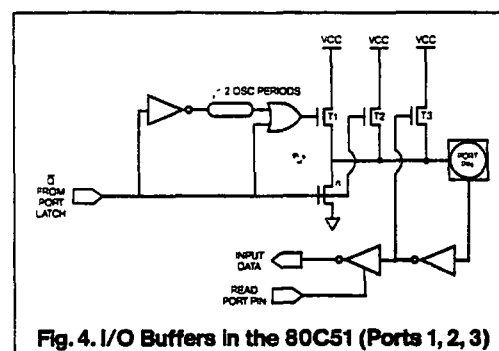 VCC VCC VCC
2 OSC PERIODS
T1 T2 T3
PORT
PIN
n
Q
FROM
PORT
LATCH
INPUT
DATA
READ
PORT PIN
Fig. 4. I/O Buffers in the 80C51 (Ports 1, 2, 3)